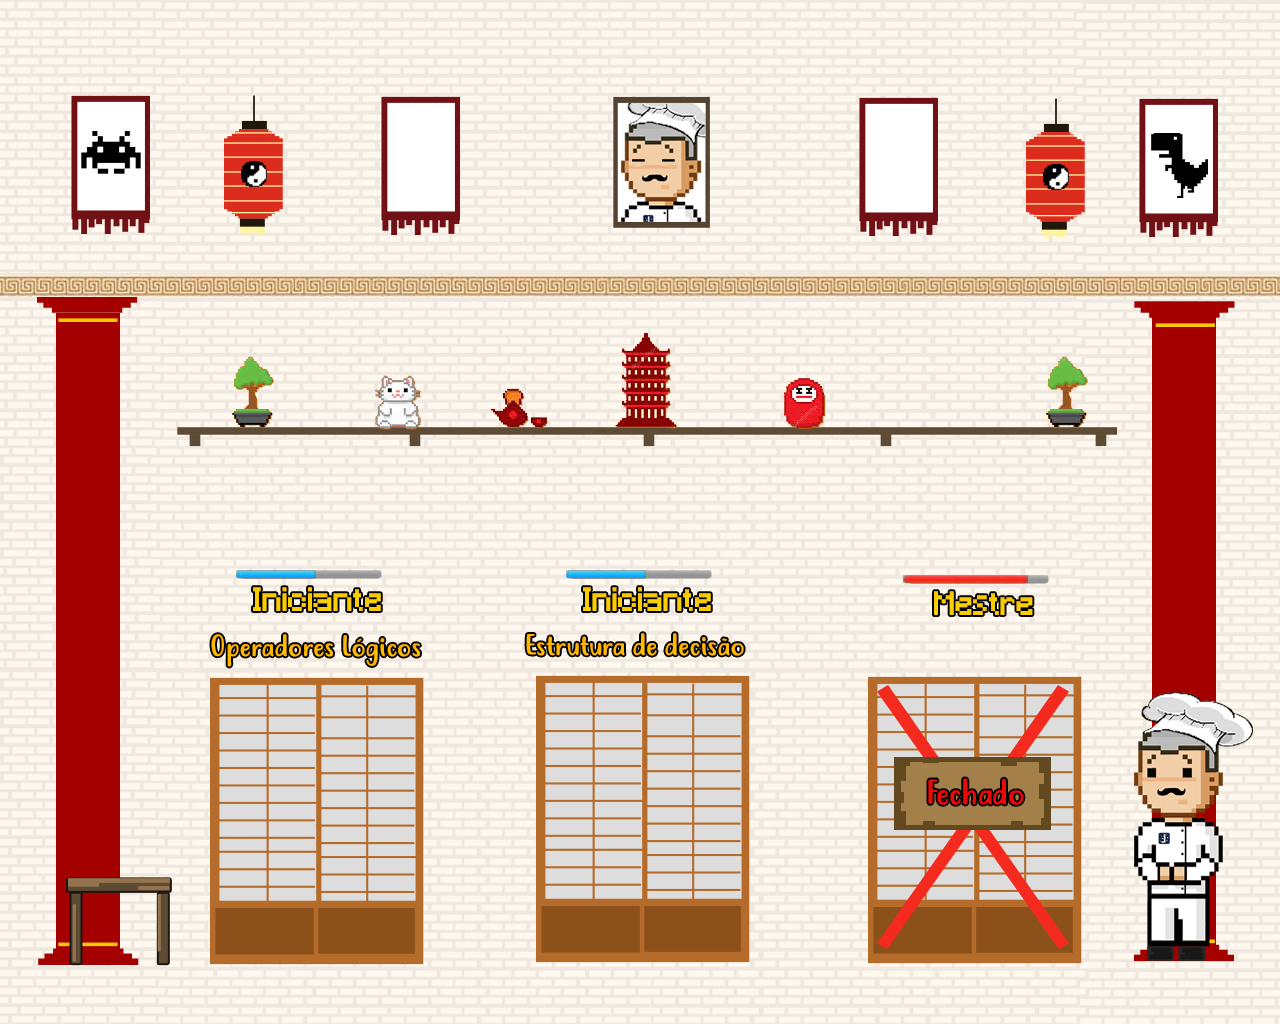 Iniciante
Operadores lógicos
Iniciante
Estrutura de decisão
Mestre
Fechado